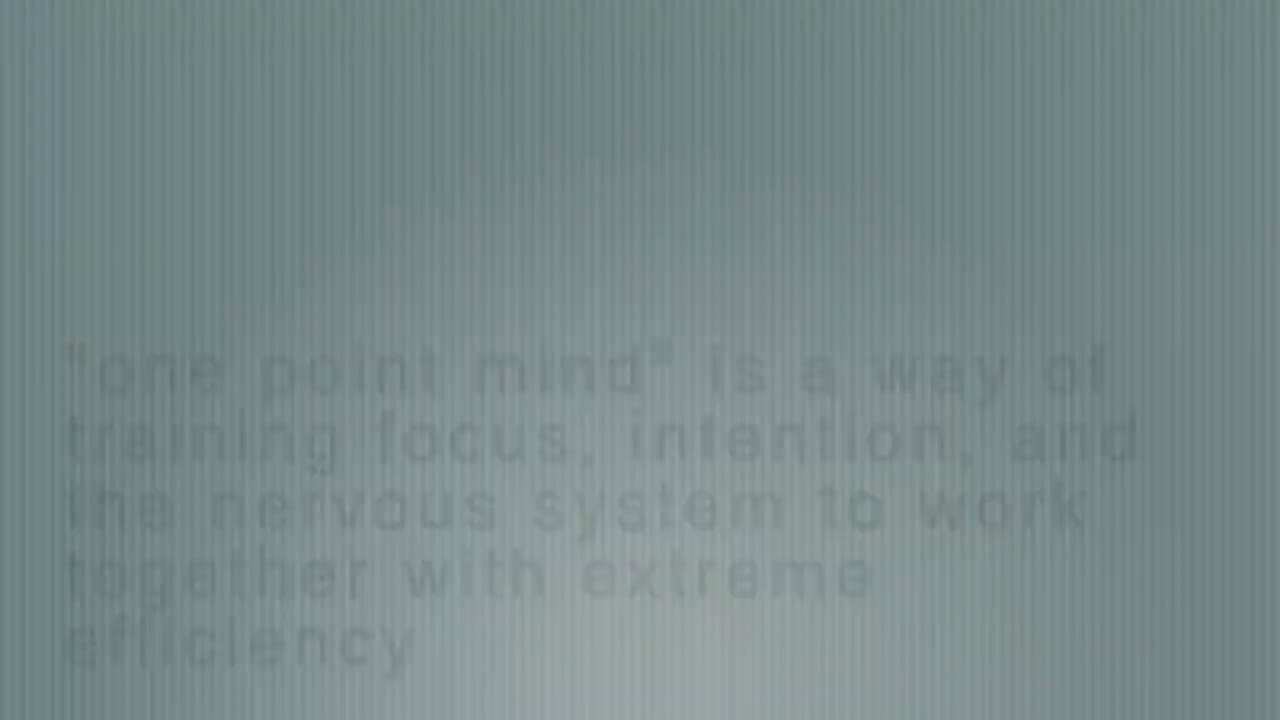 "one point mind" is a way of
training focus, intention, and
the nervous system to work
together with extreme
efficiency